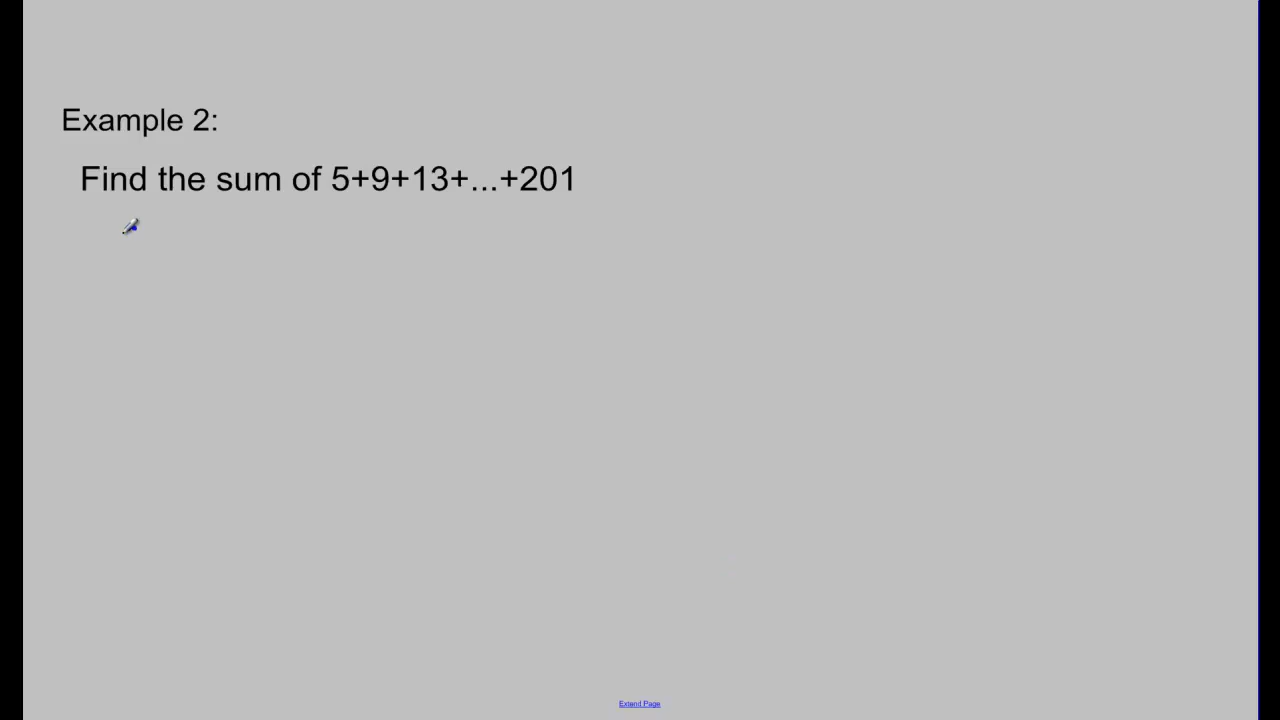 Example 2:
Find the sum of 5+9+13+...+201
Extend Page